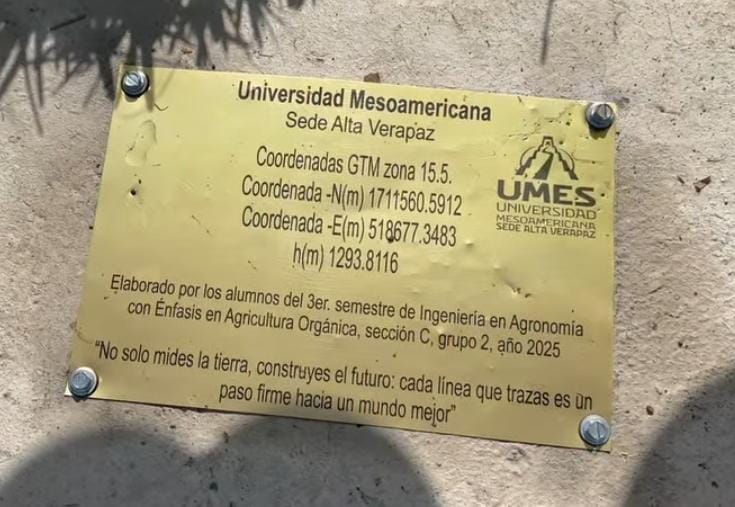 Universidad Mesoamericana
Sede Alta Verapaz
Coordenadas GTM zona 15.5.
Coordenada -N(m) 1711560.5912
Coordenada -E(m) 518677.3483
h(m) 1293.8116
UMES
UNIVERSIDAD
MESOAMERICANA
SEDE ALTA VERAPAZ
Elaborado por los alumnos del 3er. semestre de Ingeniería en Agronomía
con Énfasis en Agricultura Orgánica, sección C, grupo 2, año 2025
“No solo mides la tierra, construyes el futuro: cada línea que trazas es un
paso firme hacia un mundo mejor”